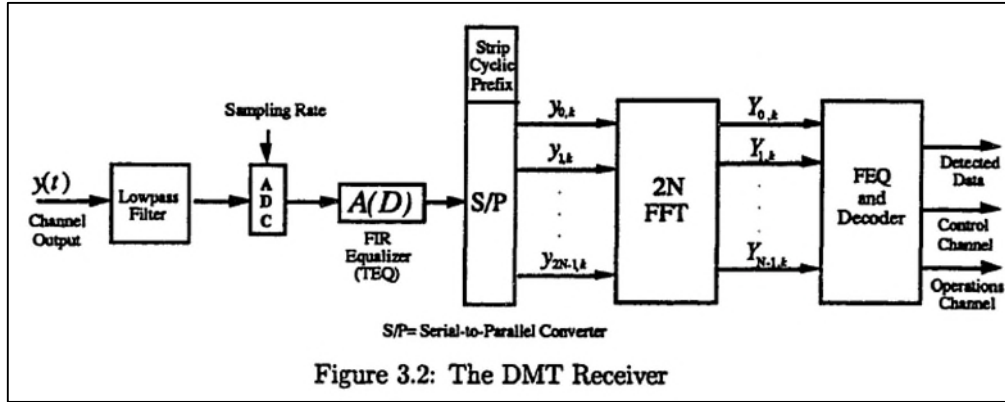 Strip
Cyclic
Prefix
Sampling Rate
y(t)
Channel
Output
Lowpass
Filter
A
D
C
A(D)
FIR
Equalizer
(TEQ)
S/P
y0,k
y1,k
y2N-1,k
2N
FFT
Y0,k
Y1,k
YN-1,k
FEQ
and
Decoder
Detected
Data
Control
Channel
Operations
Channel
S/P= Serial-to-Parallel Converter
Figure 3.2: The DMT Receiver